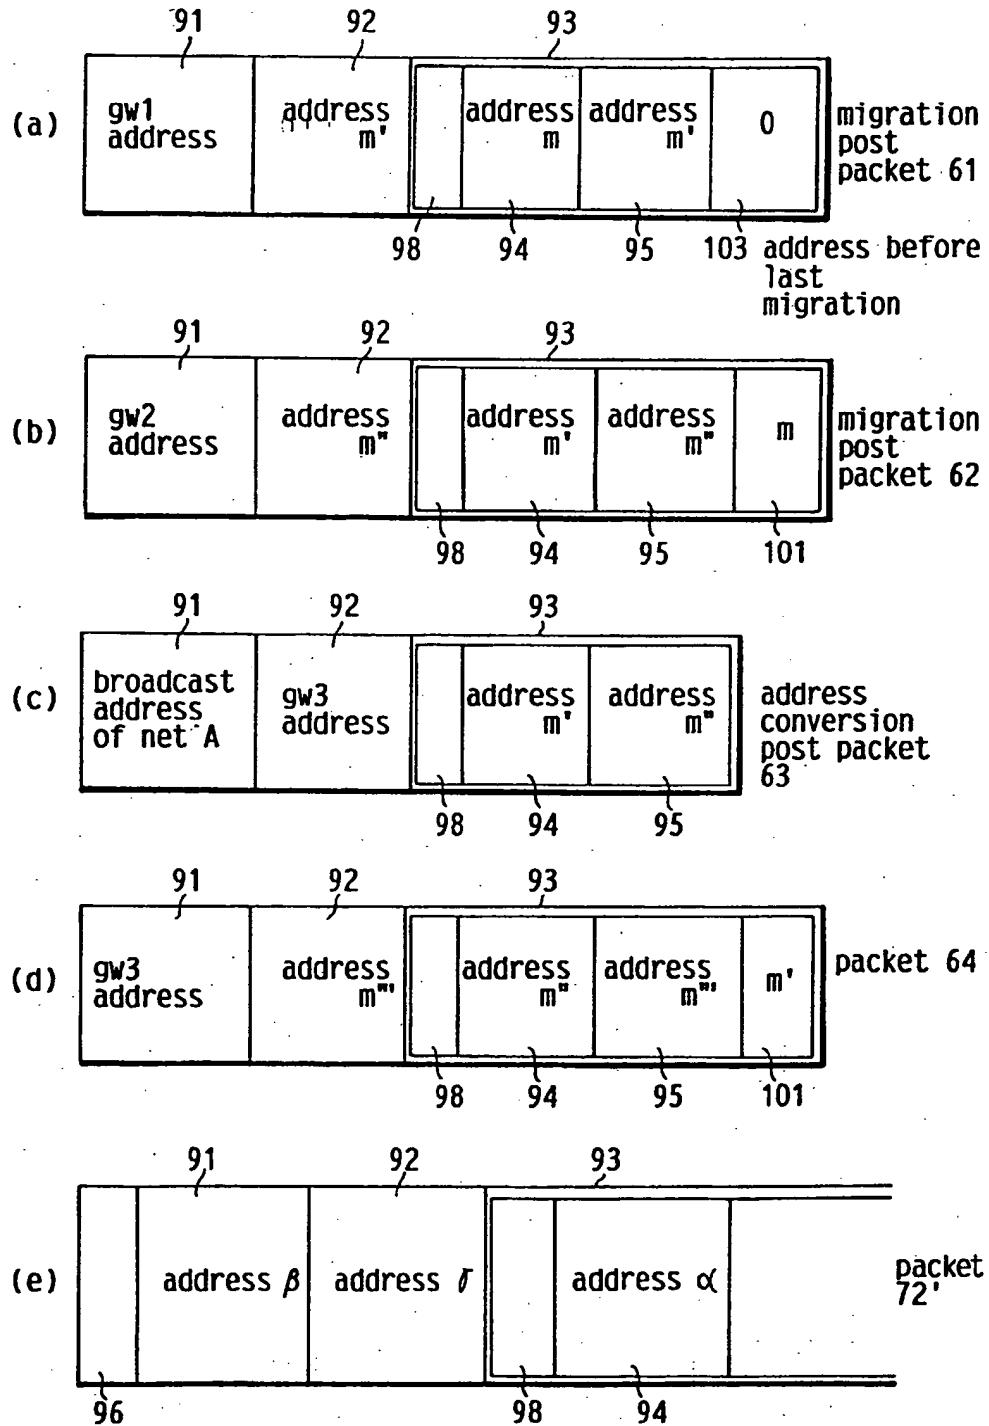 91 92 93
(a)
gw1
address
address
m'
address
m
address
m'
0
migration
post
packet 61
98 94 95 103 address before
last
migration
91 92 93
(b)
gw2
address
address
m"
address
m'
address
m"
m
migration
post
packet 62
98 94 95 101
91 92 93
(c)
broadcast
address
of net A
gw3
address
address
m'
address
m"
address
conversion
post packet
63
98 94 95
91 92 93
(d)
gw3
address
address
m"'
address
m"
address
m"'
m'
packet 64
98 94 95 101
91 92 93
(e)
address β
address γ
address α
packet
72'
96 98 94